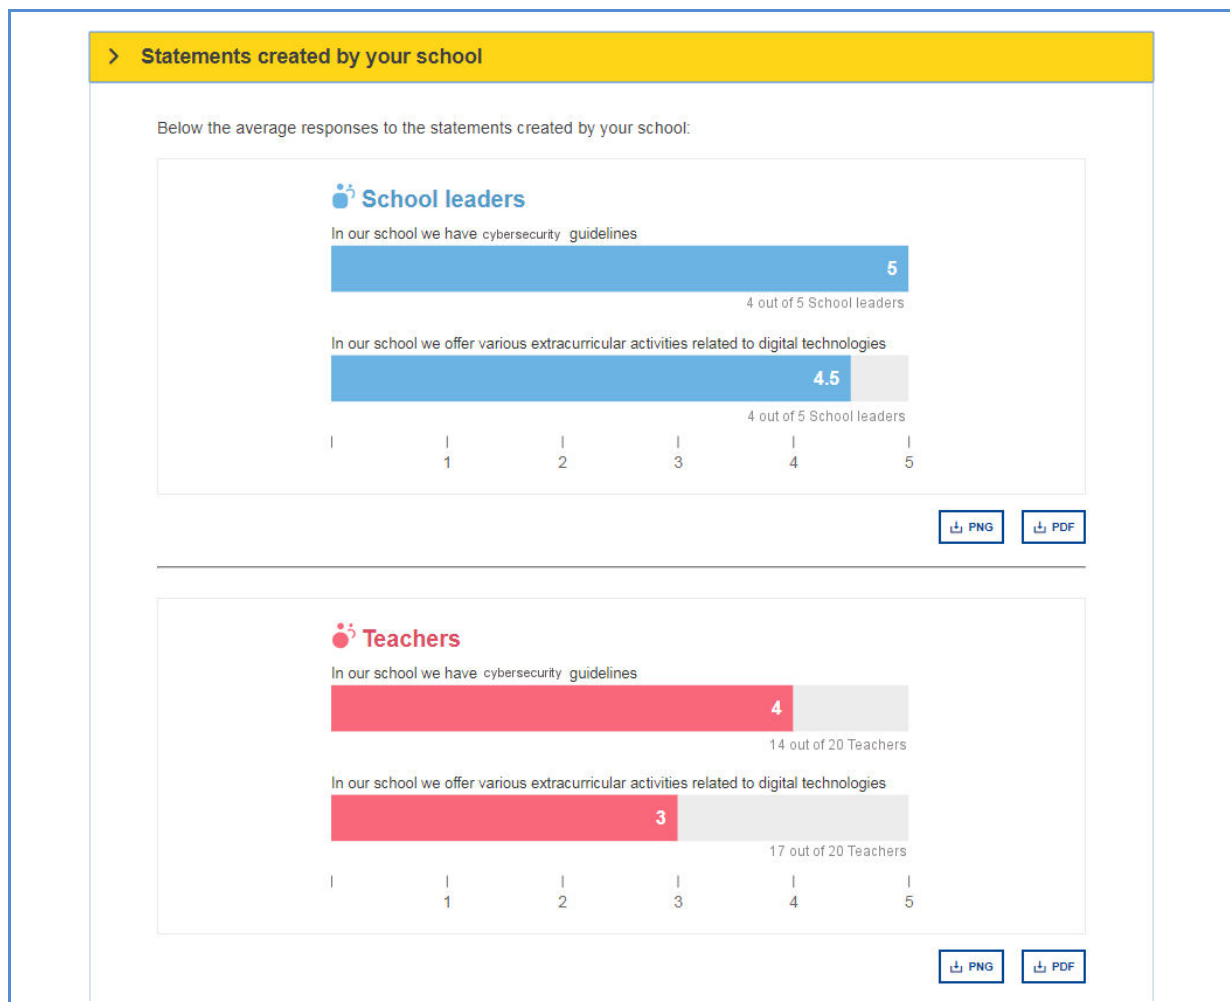 Statements created by your school
Below the average responses to the statements created by your school:
School leaders
In our school we have cybersecurity guidelines
5
4 out of 5 School leaders
In our school we offer various extracurricular activities related to digital technologies
4.5
4 out of 5 School leaders
1 2 3 4 5
PNG PDF
Teachers
In our school we have cybersecurity guidelines
4
14 out of 20 Teachers
In our school we offer various extracurricular activities related to digital technologies
3
17 out of 20 Teachers
1 2 3 4 5
PNG PDF